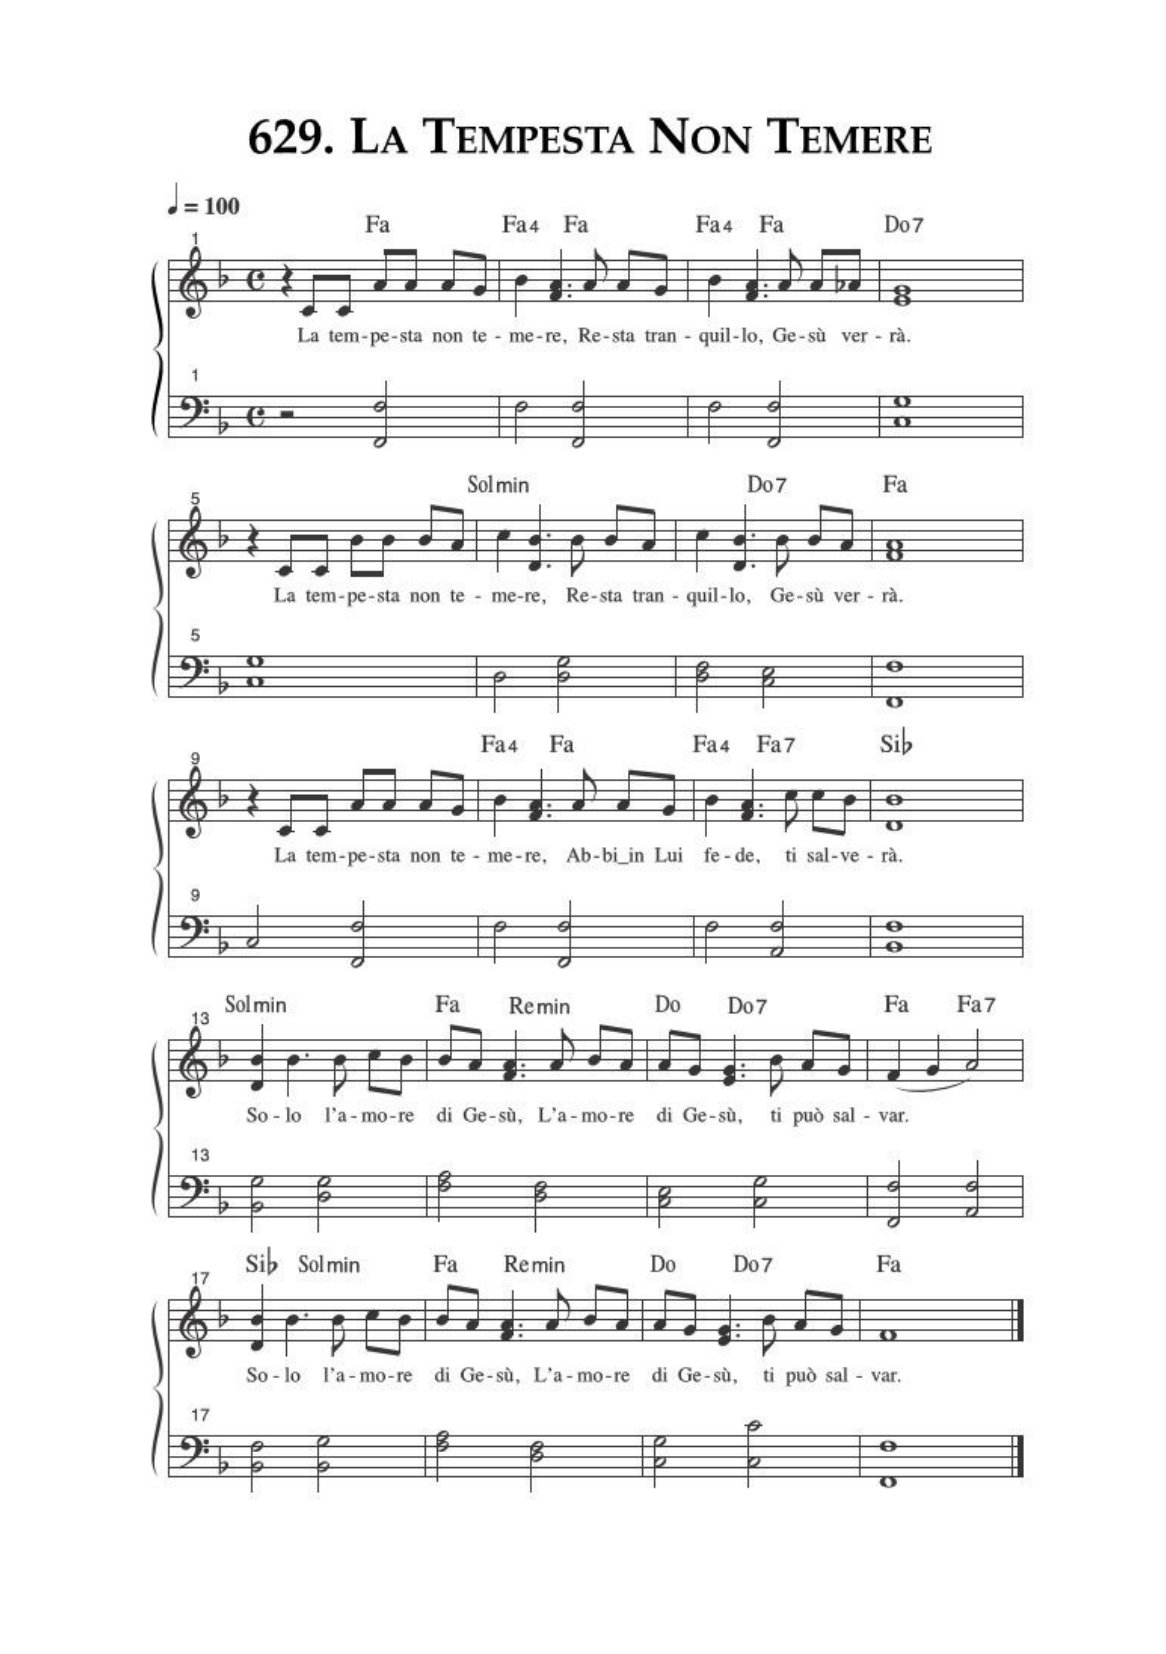 629. La Tempesta Non Temere
♩ = 100
Fa Fa4 Fa Fa4 Fa Do7
1
La tem-pe-sta non te - me-re, Re-sta tran - quil-lo, Ge-sù ver - rà.
1
Solmin Do7 Fa
5
La tem-pe-sta non te - me-re, Re-sta tran - quil-lo, Ge-sù ver - rà.
5
Fa4 Fa Fa4 Fa7 Si♭
9
La tem-pe-sta non te - me-re, Ab-bi_in Lui fe-de, ti sal-ve - rà.
9
Solmin Fa Remin Do Do7 Fa Fa7
13
So - lo l'a-mo-re di Ge-sù, L'a-mo-re di Ge-sù, ti può sal - var.
13
Si♭ Solmin Fa Remin Do Do7 Fa
17
So - lo l'a-mo-re di Ge-sù, L'a-mo-re di Ge-sù, ti può sal - var.
17